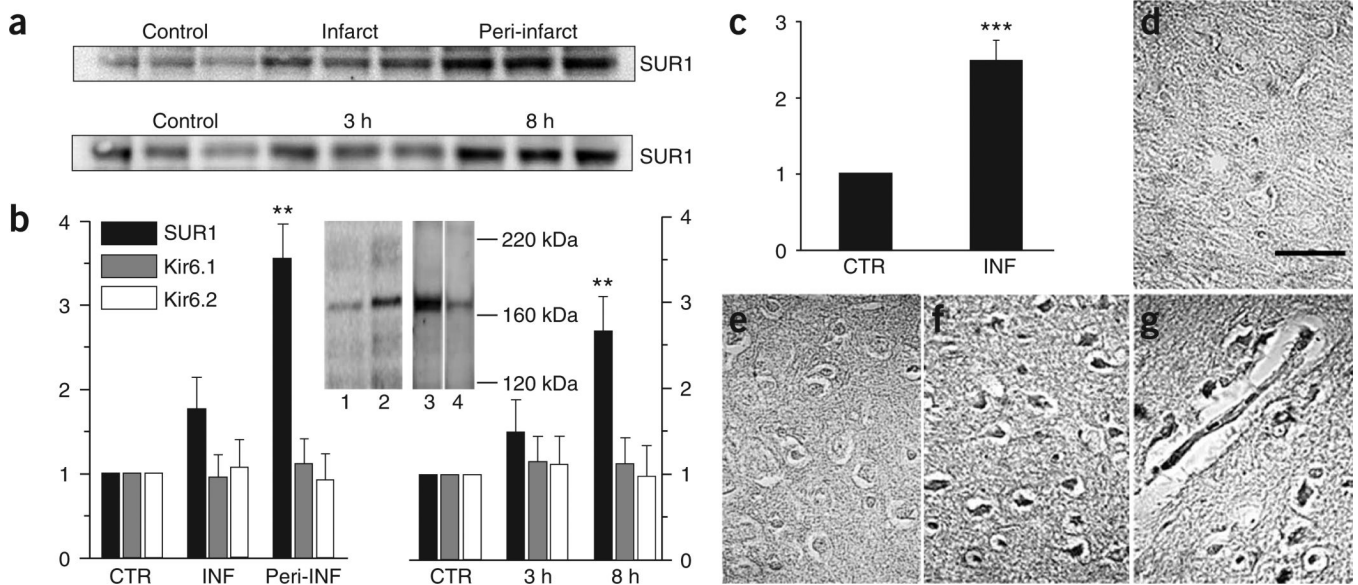 a
Control Infarct Peri-infarct
SUR1
Control 3 h 8 h
SUR1
b
4
3
2
1
0
SUR1
Kir6.1
Kir6.2
**
CTR INF Peri-INF
220 kDa
160 kDa
120 kDa
1 2 3 4
**
4
3
2
1
0
CTR 3 h 8 h
c
3
2
1
0
***
CTR INF
d
e
f
g